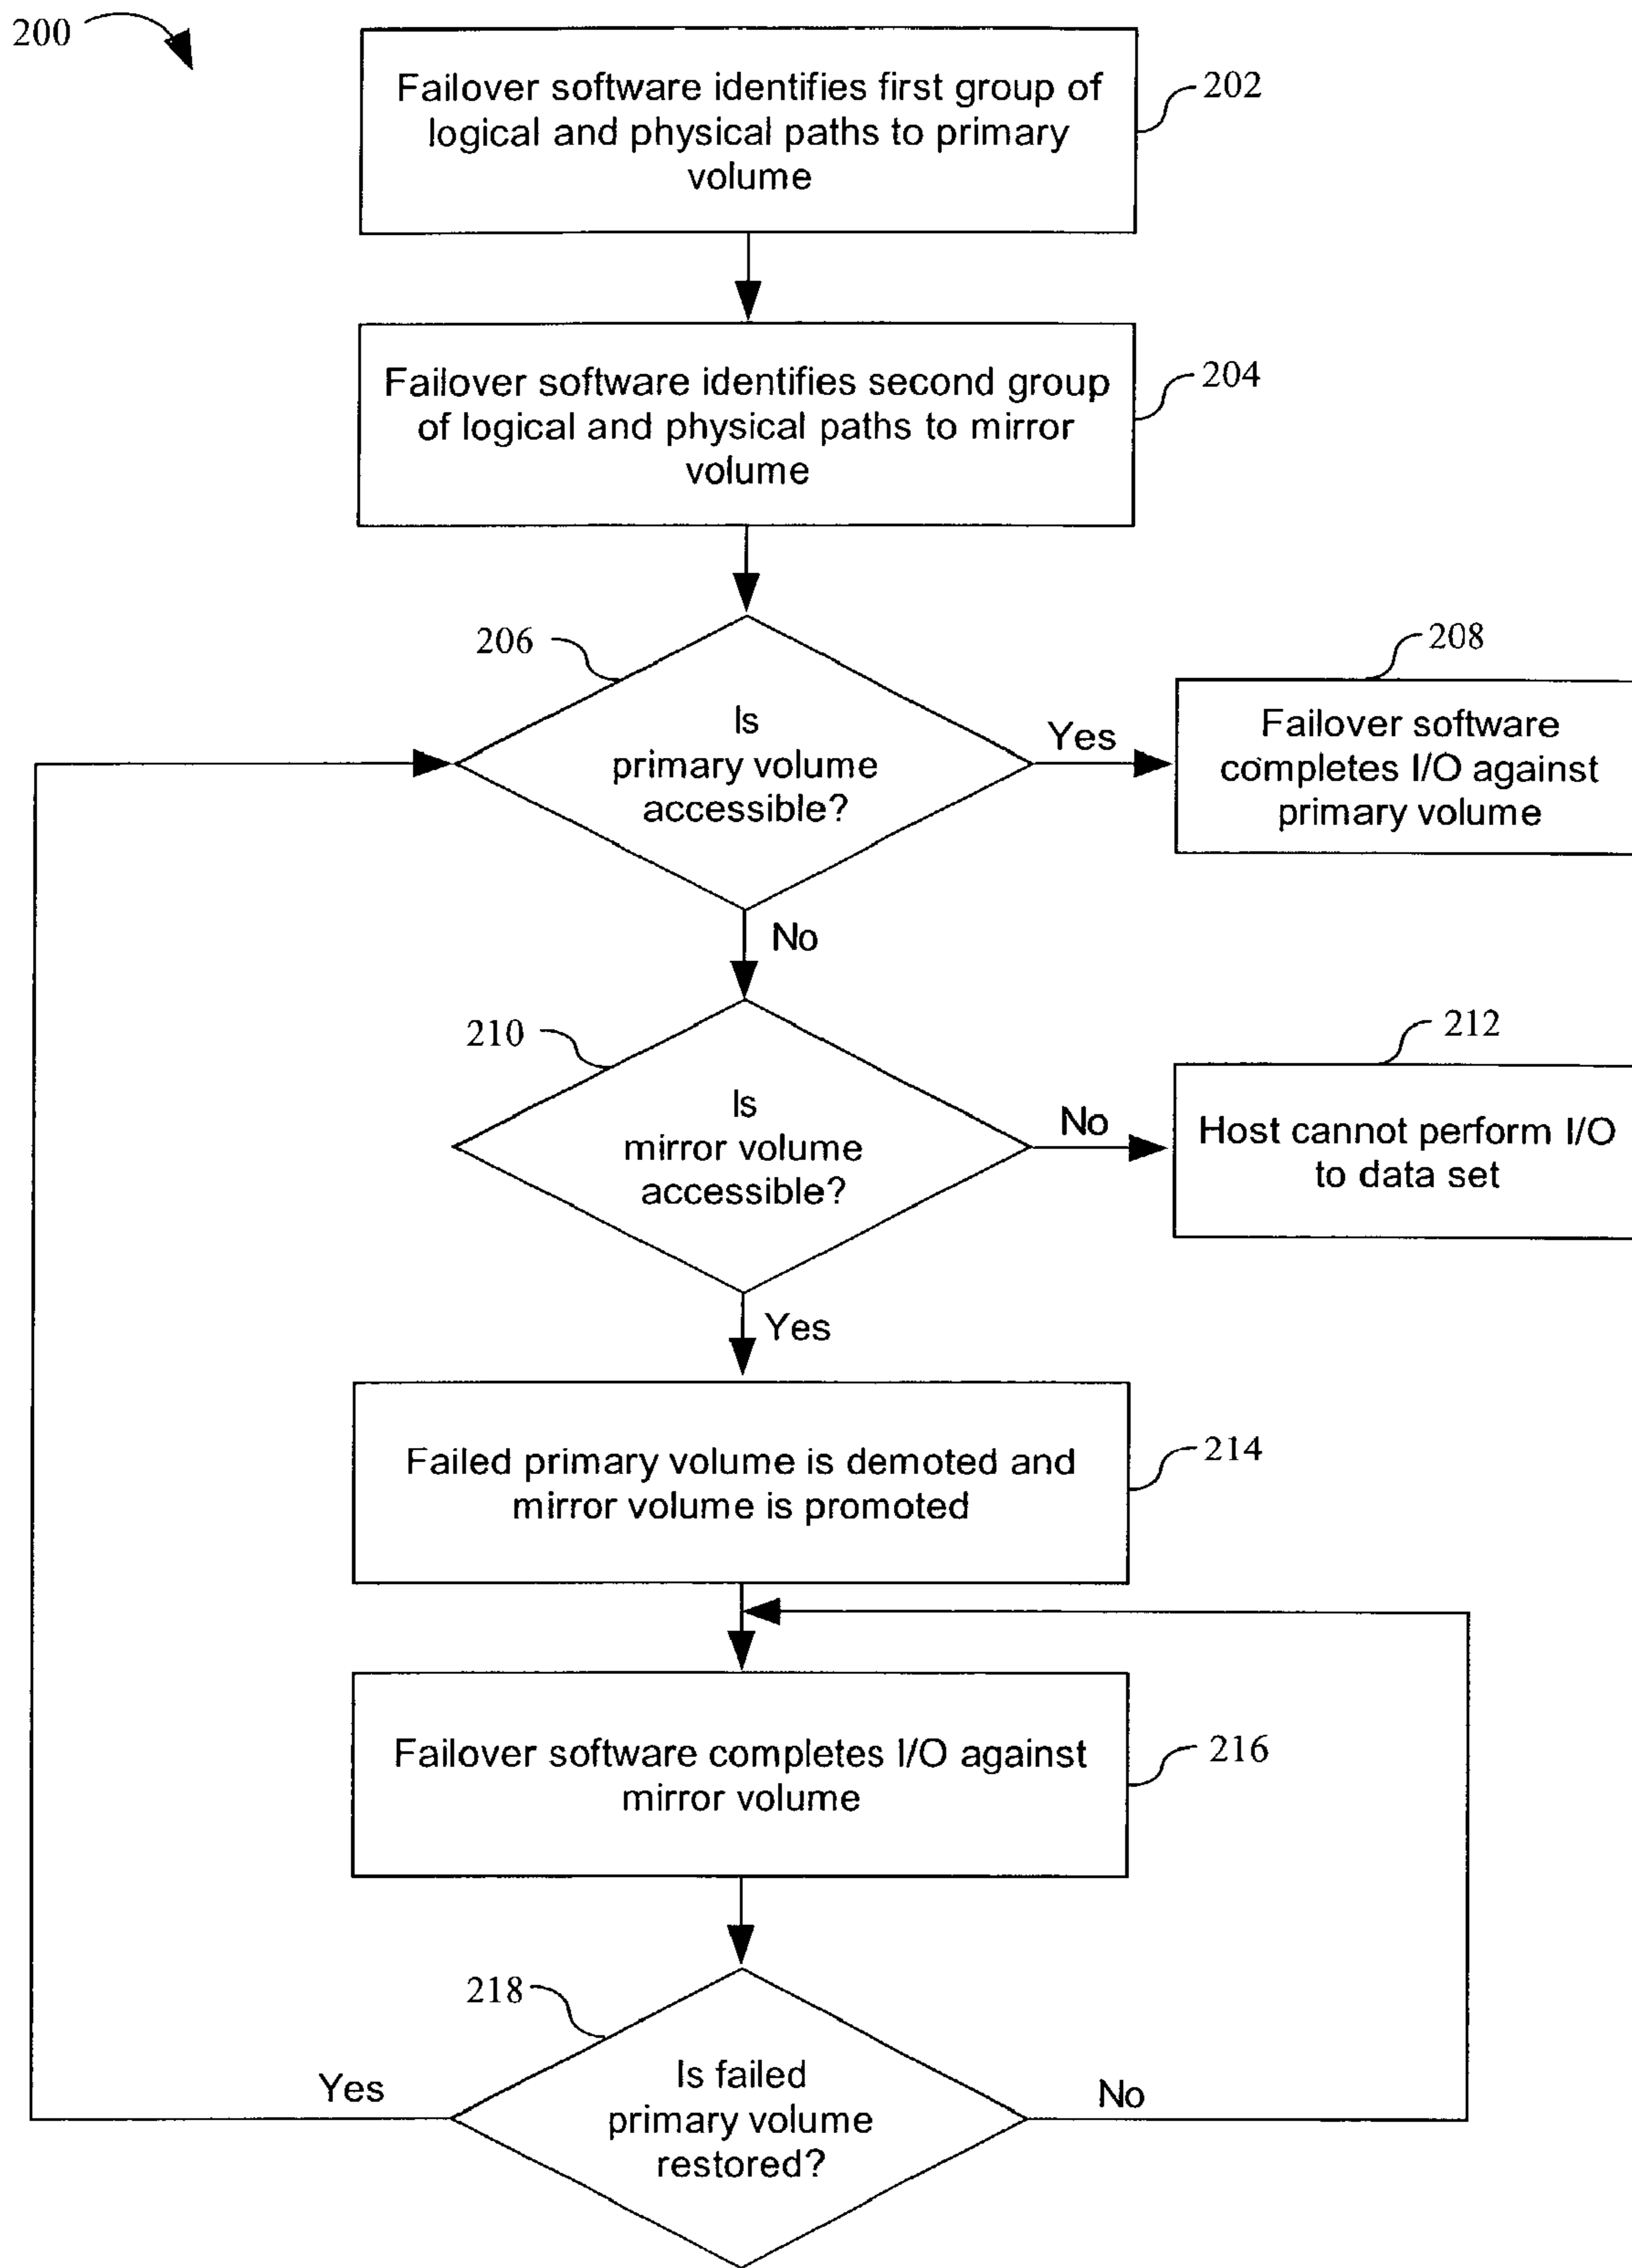 200
Failover software identifies first group of
logical and physical paths to primary
volume
202
Failover software identifies second group
of logical and physical paths to mirror
volume
204
206
Is
primary volume
accessible?
Yes
208
Failover software
completes I/O against
primary volume
No
210
Is
mirror volume
accessible?
No
212
Host cannot perform I/O
to data set
Yes
Failed primary volume is demoted and
mirror volume is promoted
214
Failover software completes I/O against
mirror volume
216
218
Is failed
primary volume
restored?
Yes
No